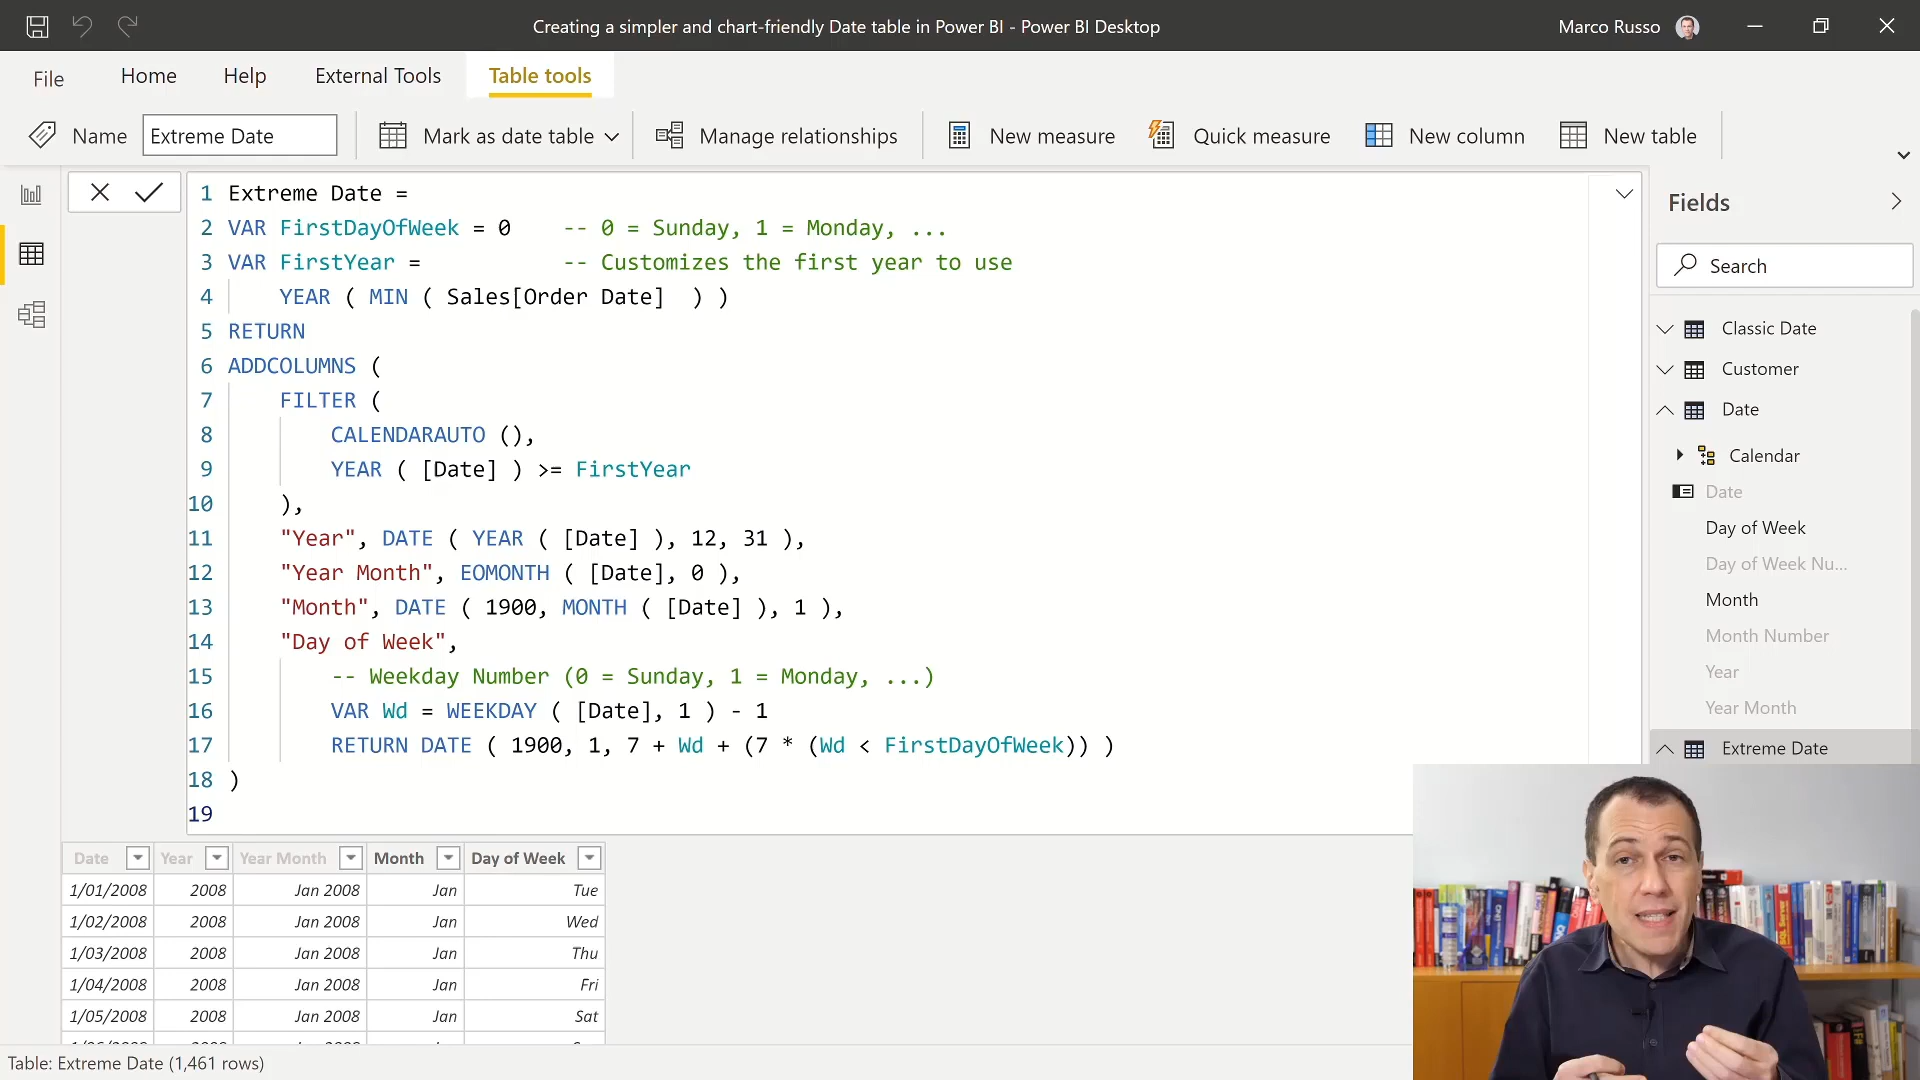 Creating a simpler and chart-friendly Date table in Power BI - Power BI Desktop
Marco Russo
File Home Help External Tools Table tools
Name Extreme Date Mark as date table Manage relationships New measure Quick measure New column New table
1 Extreme Date =
2 VAR FirstDayOfWeek = 0    -- 0 = Sunday, 1 = Monday, ...
3 VAR FirstYear =           -- Customizes the first year to use
4     YEAR ( MIN ( Sales[Order Date]  ) )
5 RETURN
6 ADDCOLUMNS (
7     FILTER (
8         CALENDARAUTO (),
9         YEAR ( [Date] ) >= FirstYear
10     ),
11     "Year", DATE ( YEAR ( [Date] ), 12, 31 ),
12     "Year Month", EOMONTH ( [Date], 0 ),
13     "Month", DATE ( 1900, MONTH ( [Date] ), 1 ),
14     "Day of Week",
15         -- Weekday Number (0 = Sunday, 1 = Monday, ...)
16         VAR Wd = WEEKDAY ( [Date], 1 ) - 1
17         RETURN DATE ( 1900, 1, 7 + Wd + (7 * (Wd < FirstDayOfWeek)) )
18 )
19
Fields
Search
Classic Date
Customer
Date
Calendar
Date
Day of Week
Day of Week Nu...
Month
Month Number
Year
Year Month
Extreme Date
Date Year Year Month Month Day of Week
1/01/2008 2008 Jan 2008 Jan Tue
1/02/2008 2008 Jan 2008 Jan Wed
1/03/2008 2008 Jan 2008 Jan Thu
1/04/2008 2008 Jan 2008 Jan Fri
1/05/2008 2008 Jan 2008 Jan Sat
Table: Extreme Date (1,461 rows)